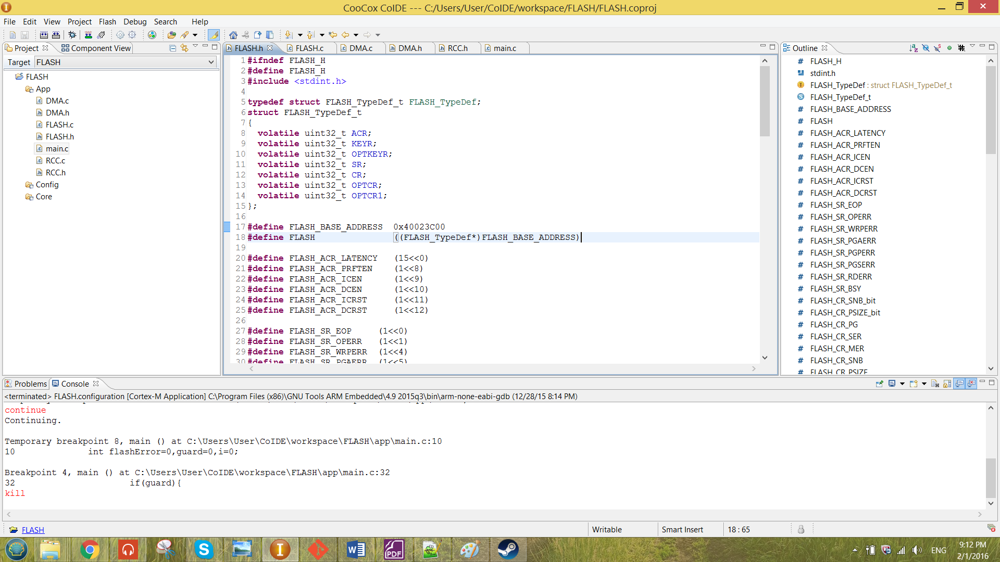 CooCox CoIDE --- C:/Users/User/CoIDE/workspace/FLASH/FLASH.coproj
File Edit View Project Flash Debug Search Help
Project Component View
Target FLASH
FLASH
App
DMA.c
DMA.h
FLASH.c
FLASH.h
main.c
RCC.c
RCC.h
Config
Core
FLASH.h FLASH.c DMA.c DMA.h RCC.h main.c
1 #ifndef FLASH_H
2 #define FLASH_H
3 #include <stdint.h>
4
5 typedef struct FLASH_TypeDef_t FLASH_TypeDef;
6 struct FLASH_TypeDef_t
7 {
8 volatile uint32_t ACR;
9 volatile uint32_t KEYR;
10 volatile uint32_t OPTKEYR;
11 volatile uint32_t SR;
12 volatile uint32_t CR;
13 volatile uint32_t OPTCR;
14 volatile uint32_t OPTCR1;
15 };
16
17 #define FLASH_BASE_ADDRESS 0x40023C00
18 #define FLASH ((FLASH_TypeDef*)FLASH_BASE_ADDRESS)
19
20 #define FLASH_ACR_LATENCY (15<<0)
21 #define FLASH_ACR_PRFTEN (1<<8)
22 #define FLASH_ACR_ICEN (1<<9)
23 #define FLASH_ACR_DCEN (1<<10)
24 #define FLASH_ACR_ICRST (1<<11)
25 #define FLASH_ACR_DCRST (1<<12)
26
27 #define FLASH_SR_EOP (1<<0)
28 #define FLASH_SR_OPERR (1<<1)
29 #define FLASH_SR_WRPERR (1<<4)
30 #define FLASH_SR_PGAERR (1<<5)
Outline
FLASH_H
stdint.h
FLASH_TypeDef : struct FLASH_TypeDef_t
FLASH_TypeDef_t
FLASH_BASE_ADDRESS
FLASH
FLASH_ACR_LATENCY
FLASH_ACR_PRFTEN
FLASH_ACR_ICEN
FLASH_ACR_DCEN
FLASH_ACR_ICRST
FLASH_ACR_DCRST
FLASH_SR_EOP
FLASH_SR_OPERR
FLASH_SR_WRPERR
FLASH_SR_PGAERR
FLASH_SR_PGPERR
FLASH_SR_PGSERR
FLASH_SR_RDERR
FLASH_SR_BSY
FLASH_CR_SNB_bit
FLASH_CR_PSIZE_bit
FLASH_CR_PG
FLASH_CR_SER
FLASH_CR_MER
FLASH_CR_SNB
FLASH_CR_PSIZE
Problems Console
<terminated> FLASH.configuration [Cortex-M Application] C:\Program Files (x86)\GNU Tools ARM Embedded\4.9 2015q3\bin\arm-none-eabi-gdb (12/28/15 8:14 PM)
continue
Continuing.
Temporary breakpoint 8, main () at C:\Users\User\CoIDE\workspace\FLASH\app\main.c:10
10 int flashError=0,guard=0,i=0;
Breakpoint 4, main () at C:\Users\User\CoIDE\workspace\FLASH\app\main.c:32
32 if(guard){
kill
FLASH Writable Smart Insert 18 : 65
ENG
9:12 PM
2/1/2016